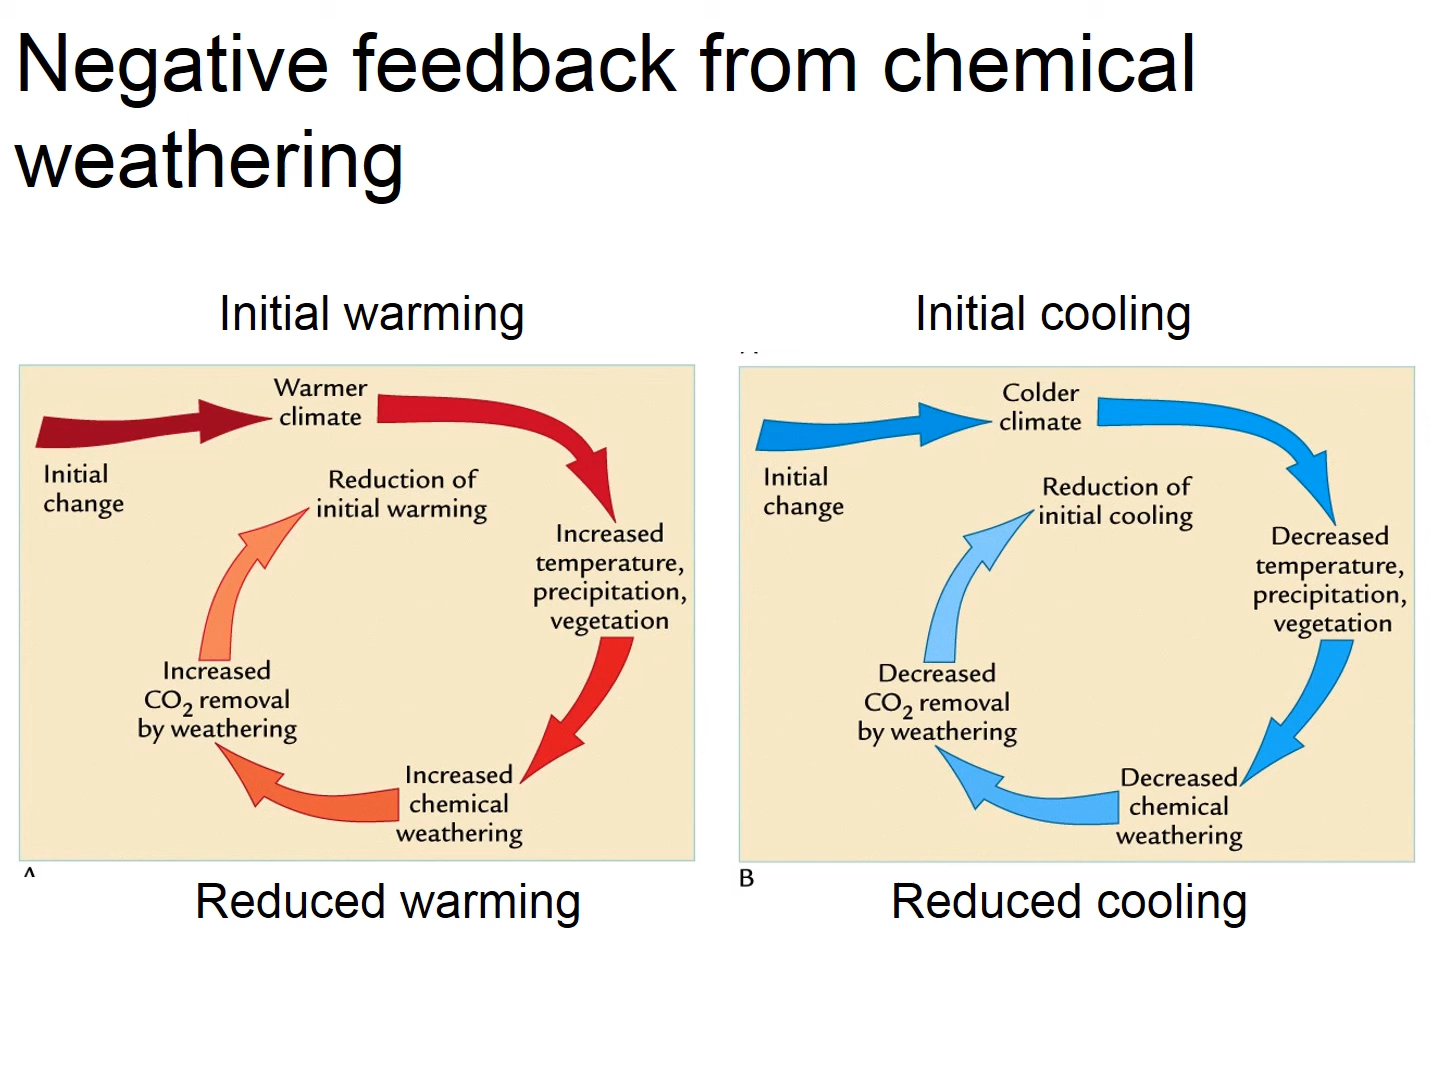 Negative feedback from chemical
weathering
Initial warming
Warmer
climate
Initial
change
Reduction of
initial warming
Increased
temperature,
precipitation,
vegetation
Increased
CO₂ removal
by weathering
Increased
chemical
weathering
Reduced warming
Initial cooling
Colder
climate
Initial
change
Reduction of
initial cooling
Decreased
temperature,
precipitation,
vegetation
Decreased
CO₂ removal
by weathering
Decreased
chemical
weathering
B
Reduced cooling